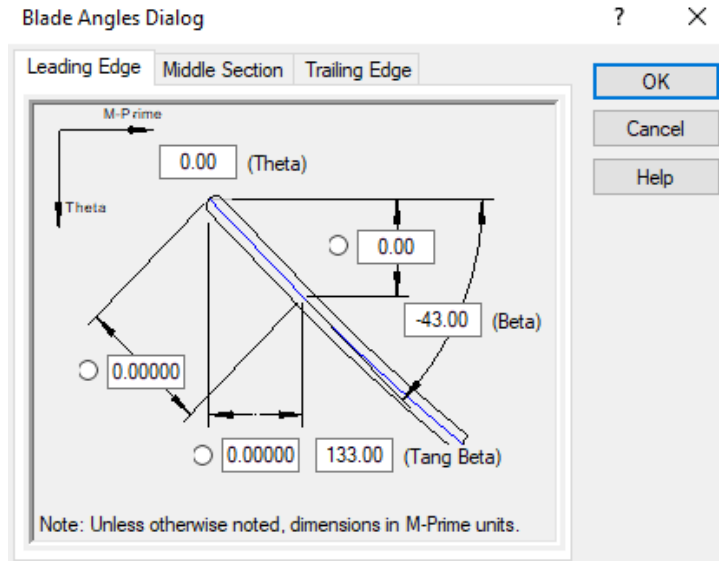 Blade Angles Dialog
? X
Leading Edge Middle Section Trailing Edge
OK
Cancel
Help
M-Prime
0.00 (Theta)
Theta
0.00
-43.00 (Beta)
0.00000
0.00000 133.00 (Tang Beta)
Note: Unless otherwise noted, dimensions in M-Prime units.